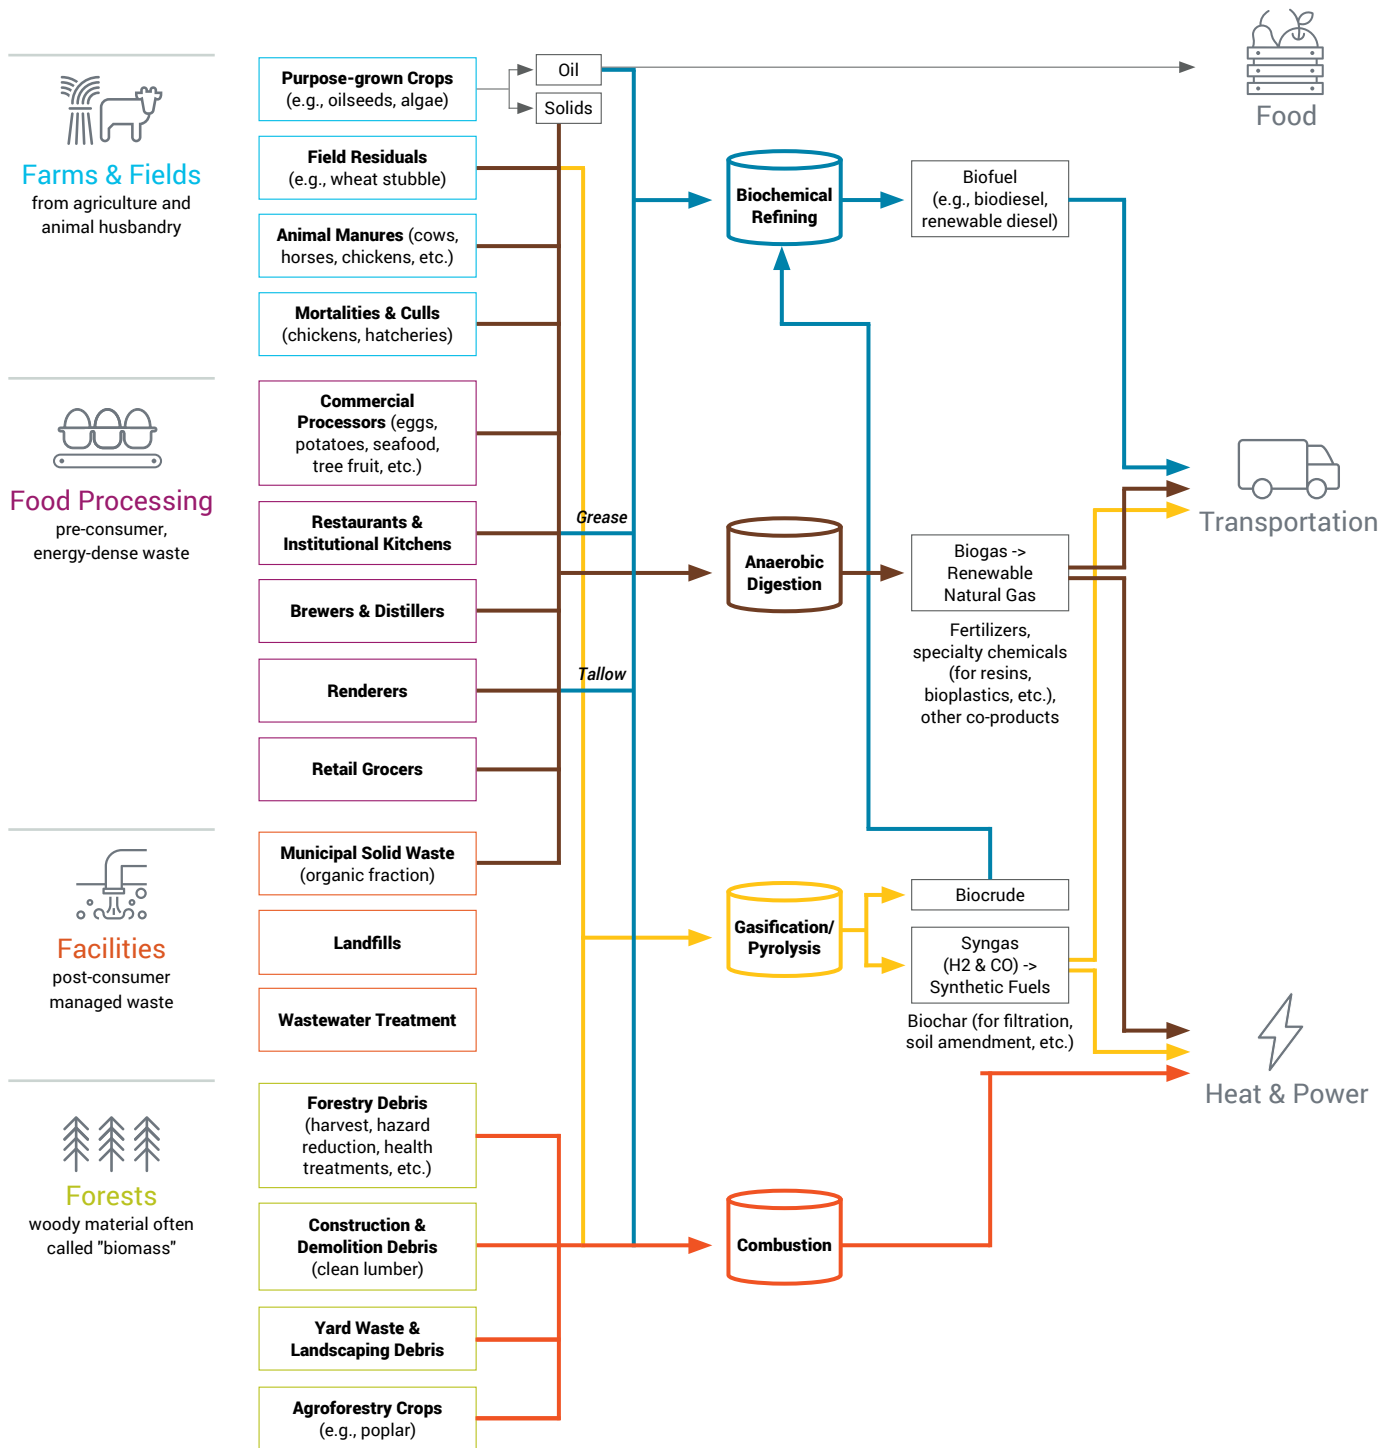 Farms & Fields
from agriculture and
animal husbandry
Purpose-grown Crops
(e.g., oilseeds, algae)
Oil
Solids
Food
Field Residuals
(e.g., wheat stubble)
Animal Manures (cows,
horses, chickens, etc.)
Mortalities & Culls
(chickens, hatcheries)
Biochemical
Refining
Biofuel
(e.g., biodiesel,
renewable diesel)
Food Processing
pre-consumer,
energy-dense waste
Commercial
Processors (eggs,
potatoes, seafood,
tree fruit, etc.)
Restaurants &
Institutional Kitchens
Grease
Brewers & Distillers
Renderers
Tallow
Retail Grocers
Anaerobic
Digestion
Biogas ->
Renewable
Natural Gas
Fertilizers,
specialty chemicals
(for resins,
bioplastics, etc.),
other co-products
Transportation
Facilities
post-consumer
managed waste
Municipal Solid Waste
(organic fraction)
Landfills
Wastewater Treatment
Gasification/
Pyrolysis
Biocrude
Syngas
(H2 & CO) ->
Synthetic Fuels
Biochar (for filtration,
soil amendment, etc.)
Heat & Power
Forests
woody material often
called "biomass"
Forestry Debris
(harvest, hazard
reduction, health
treatments, etc.)
Construction &
Demolition Debris
(clean lumber)
Yard Waste &
Landscaping Debris
Agroforestry Crops
(e.g., poplar)
Combustion